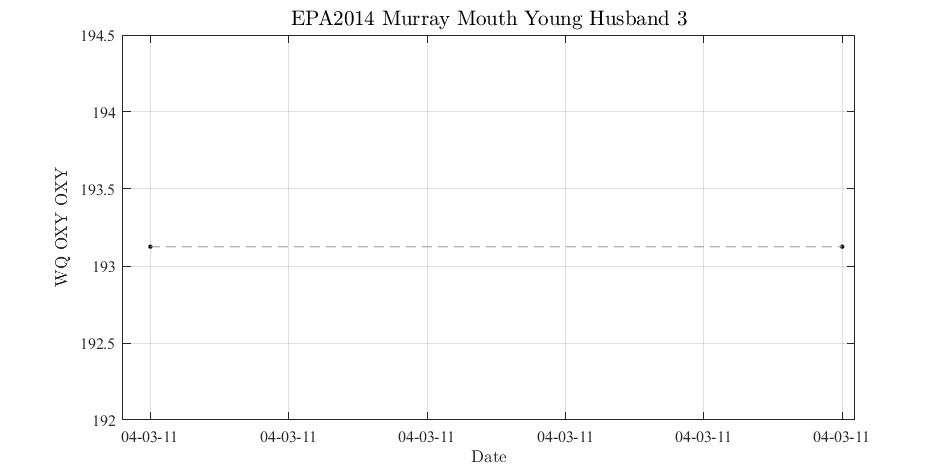 EPA2014 Murray Mouth Young Husband 3
194.5
194
193.5
193
192.5
192
WQ OXY OXY
04-03-11 04-03-11 04-03-11 04-03-11 04-03-11 04-03-11
Date